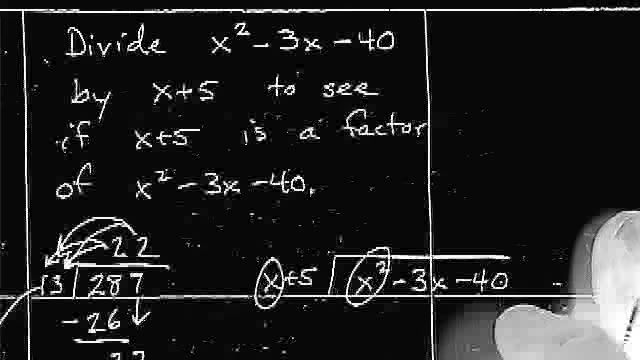 Divide x² - 3x - 40
by x+5 to see
if x+5 is a factor
of x² - 3x - 40.
22
13 287
x+5 x² - 3x - 40
- 26
27